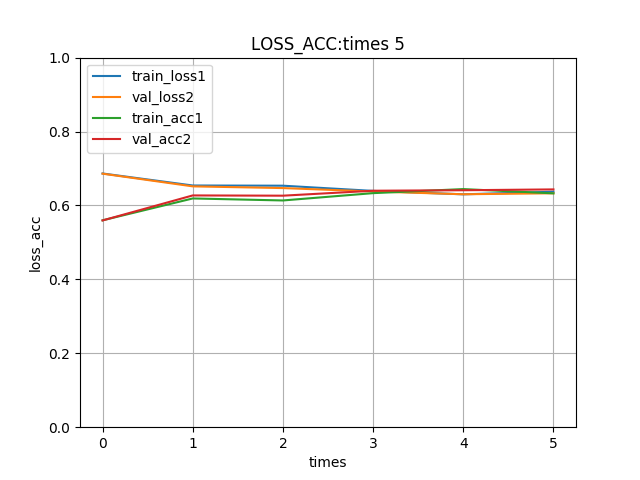 LOSS_ACC:times 5
1.0
0.8
0.6
0.4
0.2
0.0
loss_acc
train_loss1
val_loss2
train_acc1
val_acc2
0 1 2 3 4 5
times